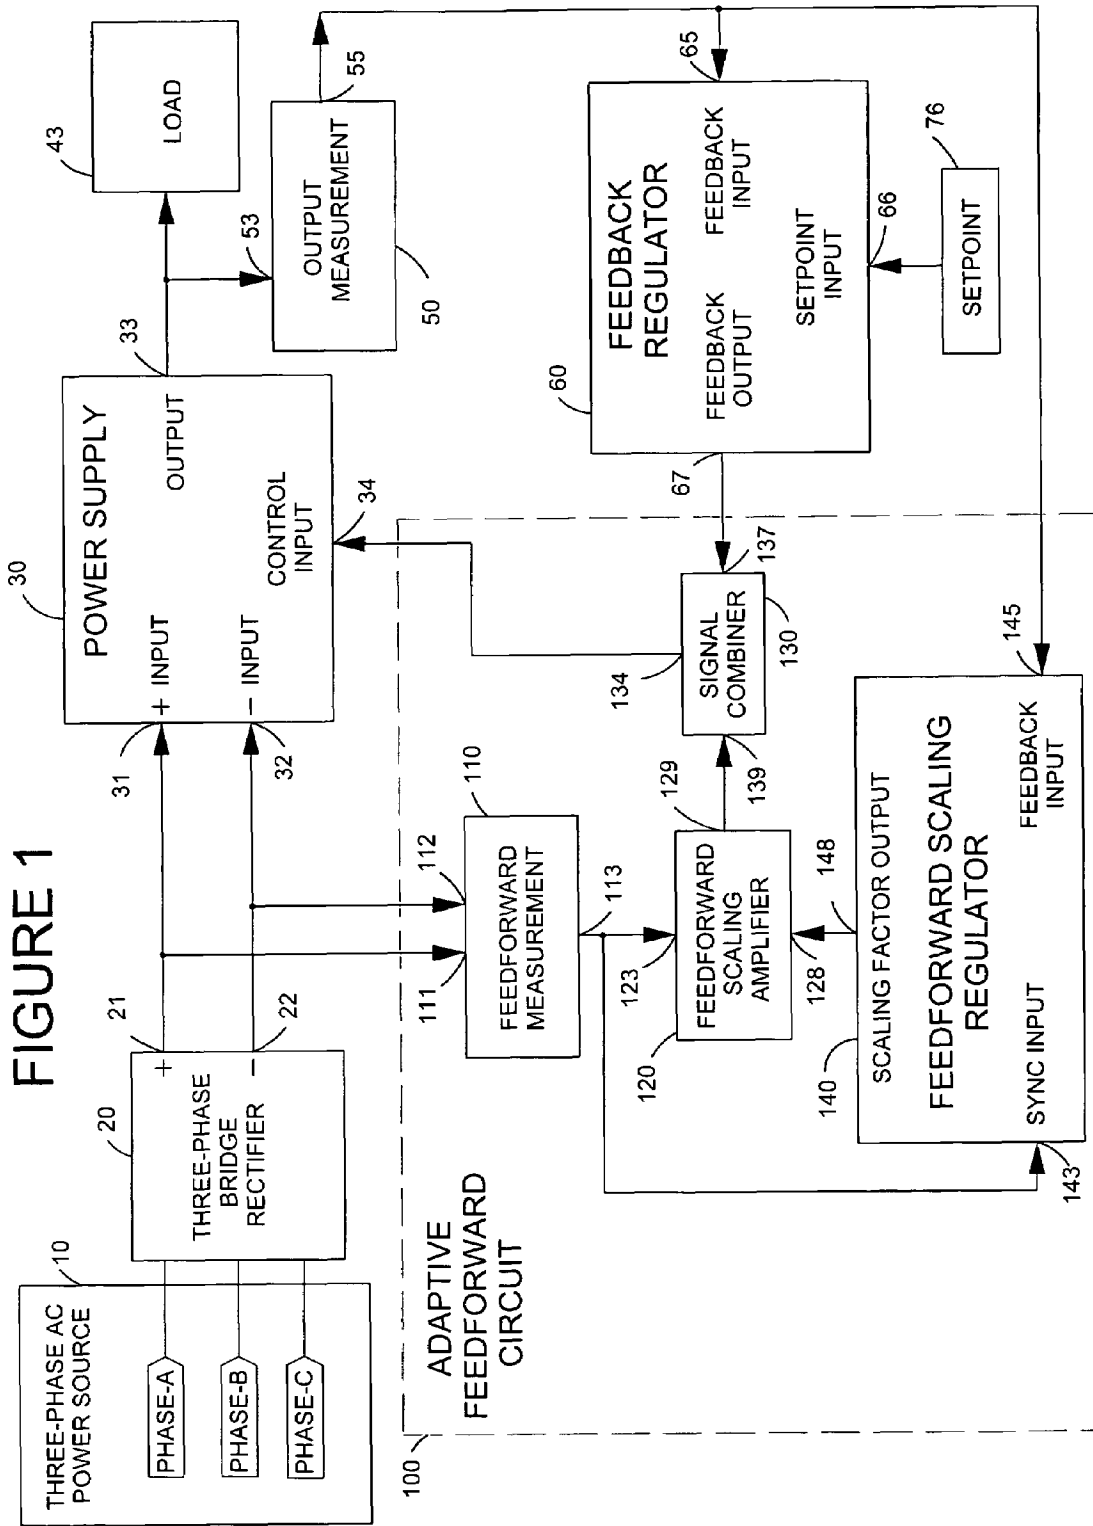 FIGURE 1
THREE-PHASE AC
POWER SOURCE
10
PHASE-A
PHASE-B
PHASE-C
20
THREE-PHASE
BRIDGE
RECTIFIER
+
−
21
22
30
POWER SUPPLY
31
+ INPUT
32
− INPUT
OUTPUT
33
CONTROL
INPUT
34
43
LOAD
53
OUTPUT
MEASUREMENT
50
55
ADAPTIVE
FEEDFORWARD
CIRCUIT
100
111
112
110
FEEDFORWARD
MEASUREMENT
113
123
120
FEEDFORWARD
SCALING
AMPLIFIER
129
128
139
134
SIGNAL
COMBINER
137
130
67
60
FEEDBACK
REGULATOR
FEEDBACK
OUTPUT
FEEDBACK
INPUT
65
SETPOINT
INPUT
66
76
SETPOINT
148
140
SCALING FACTOR OUTPUT
FEEDFORWARD SCALING
REGULATOR
SYNC INPUT
143
FEEDBACK
INPUT
145